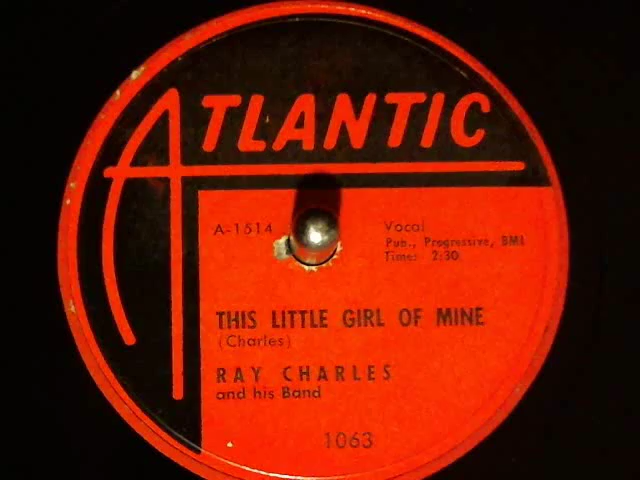 ATLANTIC
A-1514
Vocal
Pub., Progressive, BMI
Time: 2:30
THIS LITTLE GIRL OF MINE
(Charles)
RAY CHARLES
and his Band
1063